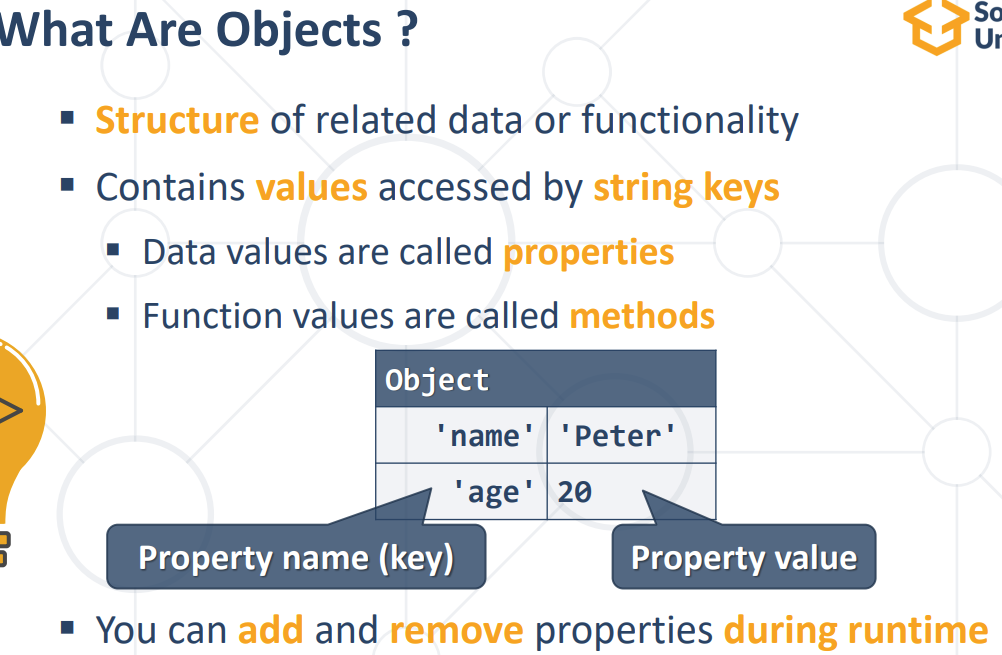 What Are Objects ?
So
Un
▪ Structure of related data or functionality
▪ Contains values accessed by string keys
▪ Data values are called properties
▪ Function values are called methods
Object
'name' 'Peter'
'age' 20
Property name (key) Property value
▪ You can add and remove properties during runtime